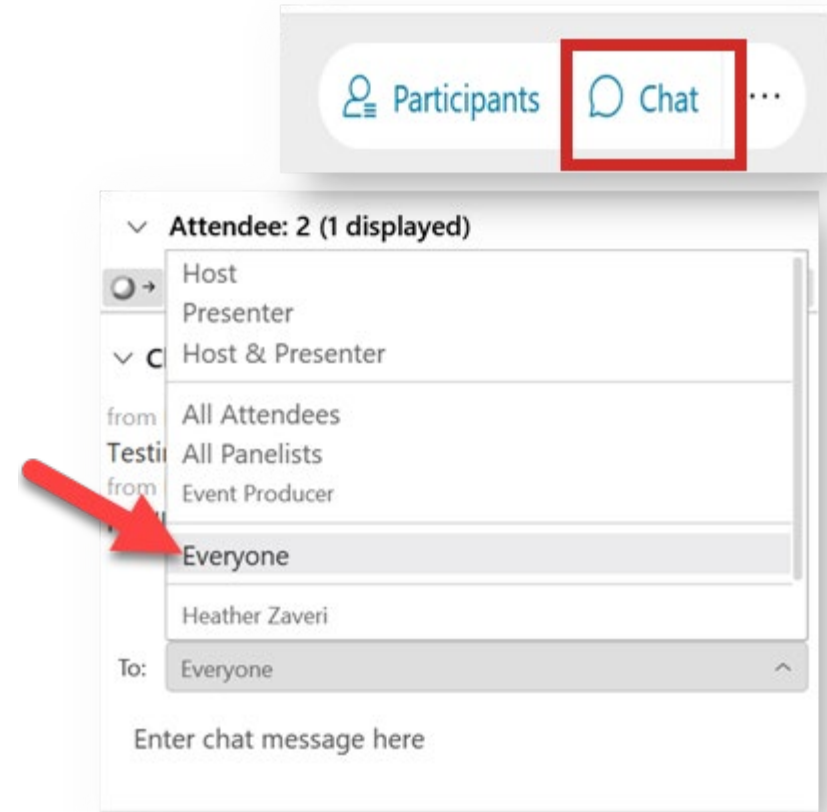 Participants Chat ...
Attendee: 2 (1 displayed)
Host
Presenter
Host & Presenter
All Attendees
from
All Panelists
Testi
Event Producer
from
Everyone
Heather Zaveri
To: Everyone
Enter chat message here